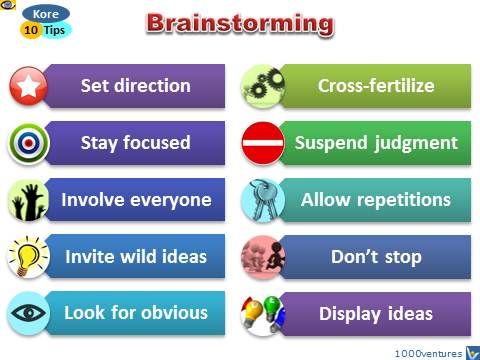 Kore
10 Tips
Brainstorming
Set direction
Stay focused
Involve everyone
Invite wild ideas
Look for obvious
Cross-fertilize
Suspend judgment
Allow repetitions
Don’t stop
Display ideas
1000ventures